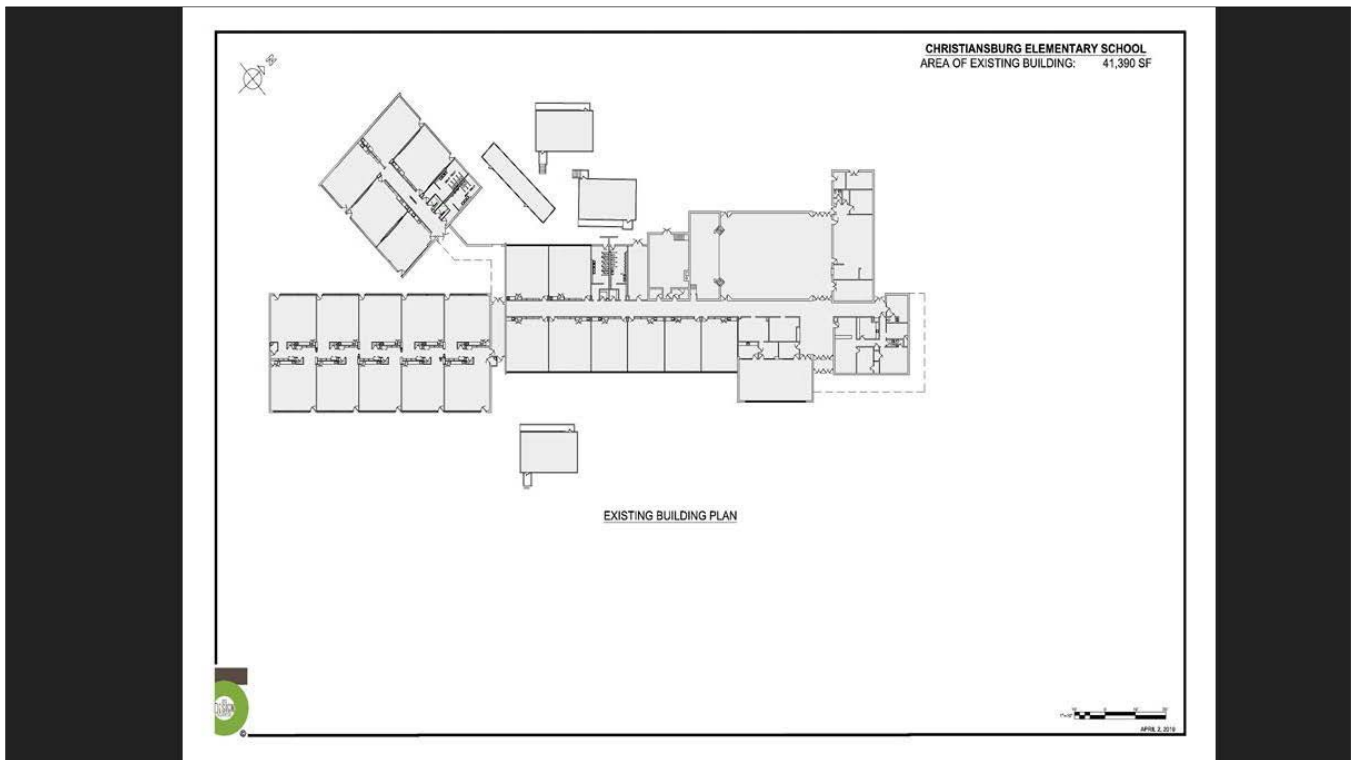 CHRISTIANSBURG ELEMENTARY SCHOOL
AREA OF EXISTING BUILDING: 41,390 SF
N
EXISTING BUILDING PLAN
APRIL 2, 2019